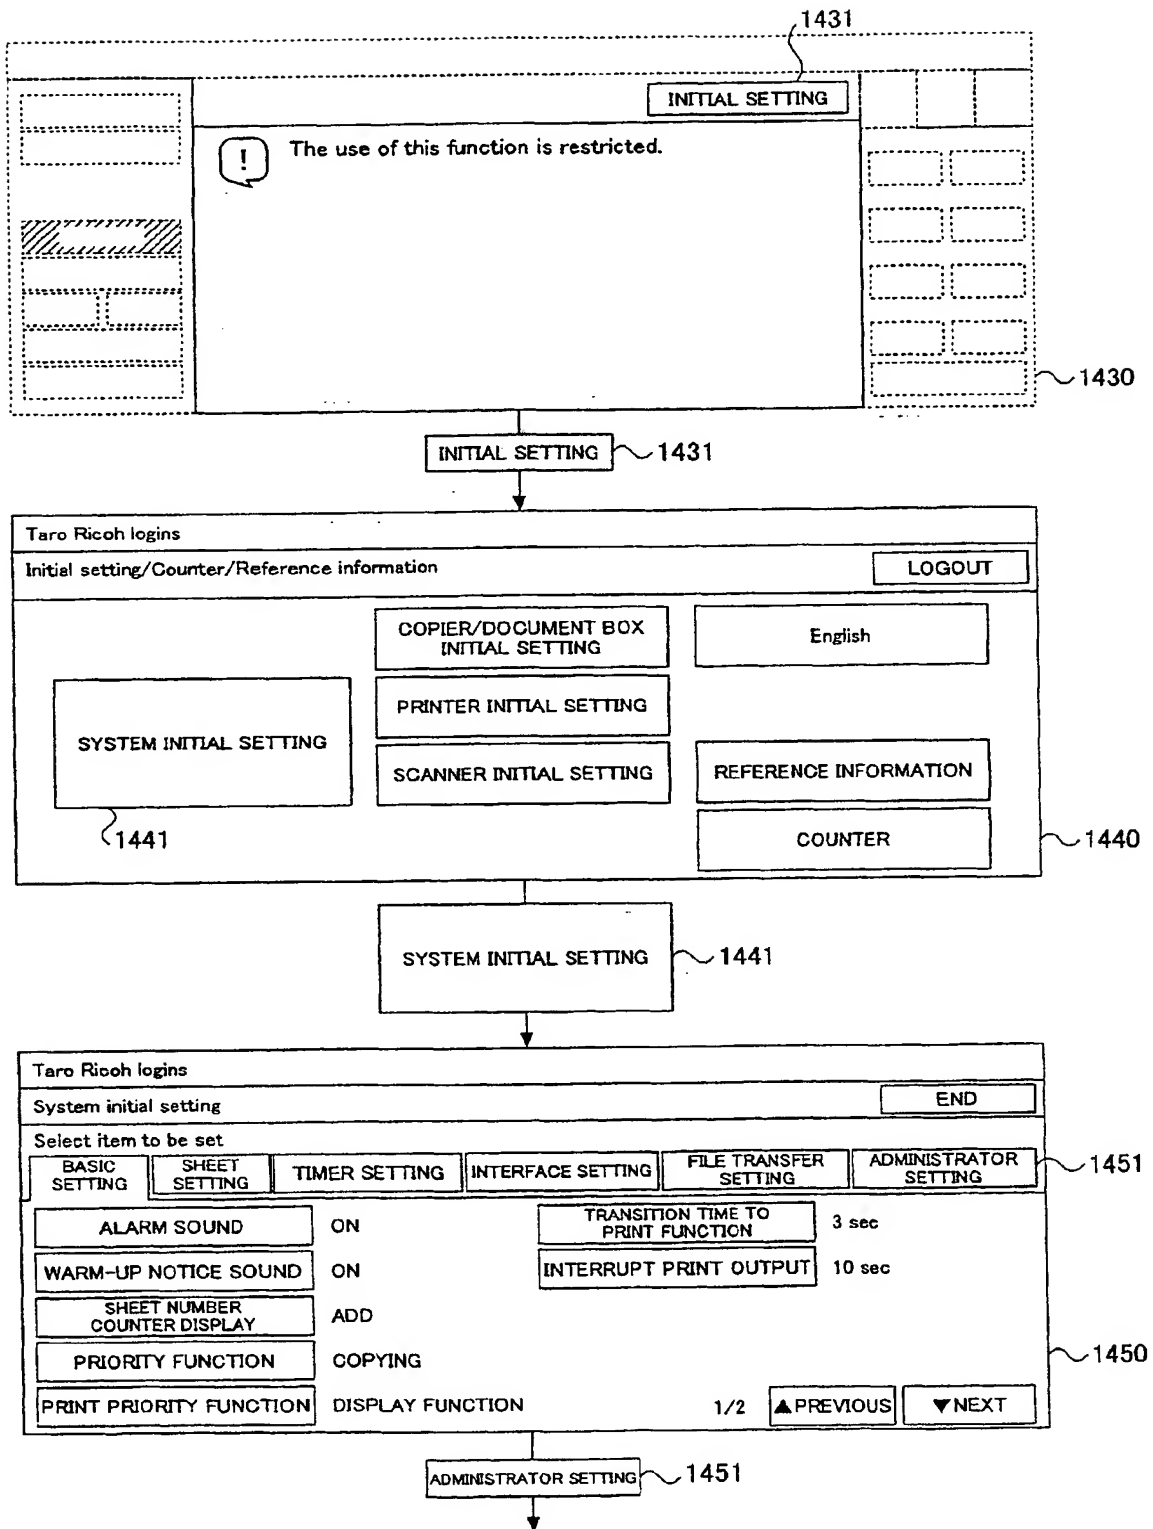 1431
INITIAL SETTING
! The use of this function is restricted.
1430
INITIAL SETTING 1431
Taro Ricoh logins
Initial setting/Counter/Reference information LOGOUT
COPIER/DOCUMENT BOX
INITIAL SETTING
English
SYSTEM INITIAL SETTING
PRINTER INITIAL SETTING
SCANNER INITIAL SETTING
REFERENCE INFORMATION
1441
COUNTER
1440
SYSTEM INITIAL SETTING 1441
Taro Ricoh logins
System initial setting END
Select item to be set
BASIC
SETTING
SHEET
SETTING
TIMER SETTING
INTERFACE SETTING
FILE TRANSFER
SETTING
ADMINISTRATOR
SETTING
1451
ALARM SOUND ON
TRANSITION TIME TO
PRINT FUNCTION
3 sec
WARM-UP NOTICE SOUND ON
INTERRUPT PRINT OUTPUT 10 sec
SHEET NUMBER
COUNTER DISPLAY
ADD
PRIORITY FUNCTION COPYING
1450
PRINT PRIORITY FUNCTION DISPLAY FUNCTION 1/2 ▲PREVIOUS ▼NEXT
ADMINISTRATOR SETTING 1451